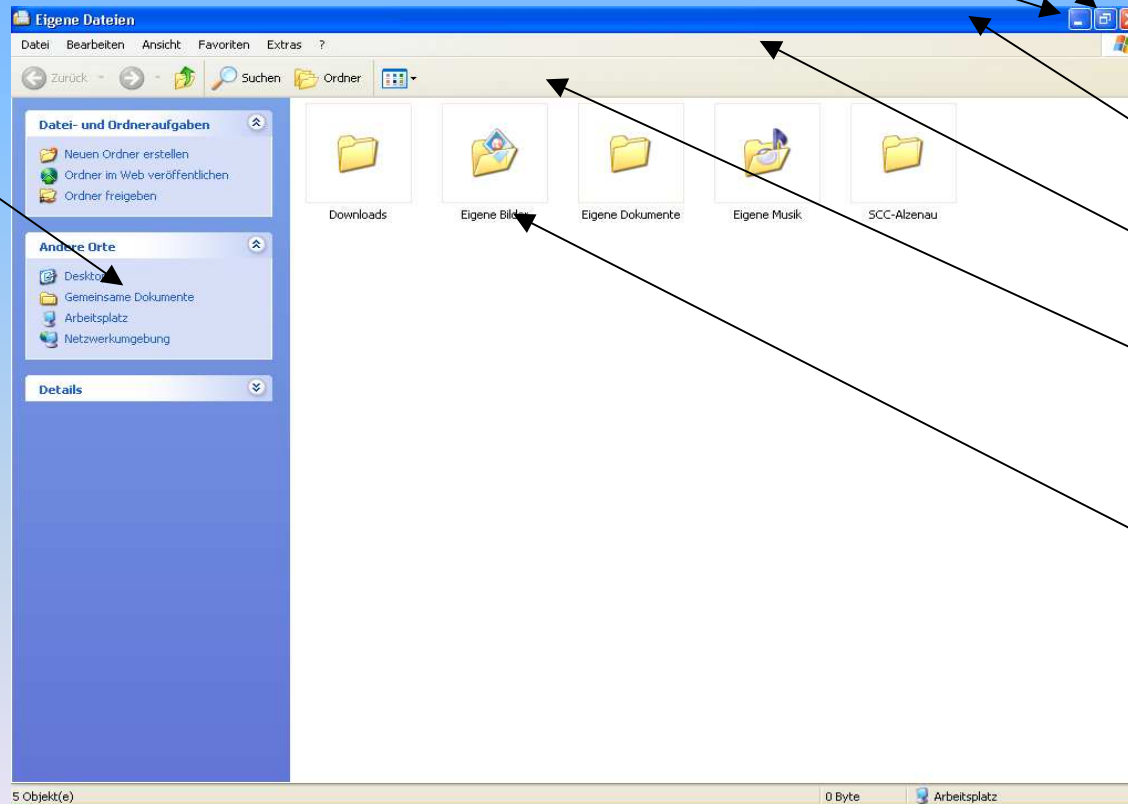 Eigene Dateien
Datei Bearbeiten Ansicht Favoriten Extras ?
Zurück Suchen Ordner
Datei- und Ordneraufgaben
Neuen Ordner erstellen
Ordner im Web veröffentlichen
Ordner freigeben
Andere Orte
Desktop
Gemeinsame Dokumente
Arbeitsplatz
Netzwerkumgebung
Details
Downloads Eigene Bilder Eigene Dokumente Eigene Musik SCC-Alzenau
5 Objekt(e) 0 Byte Arbeitsplatz